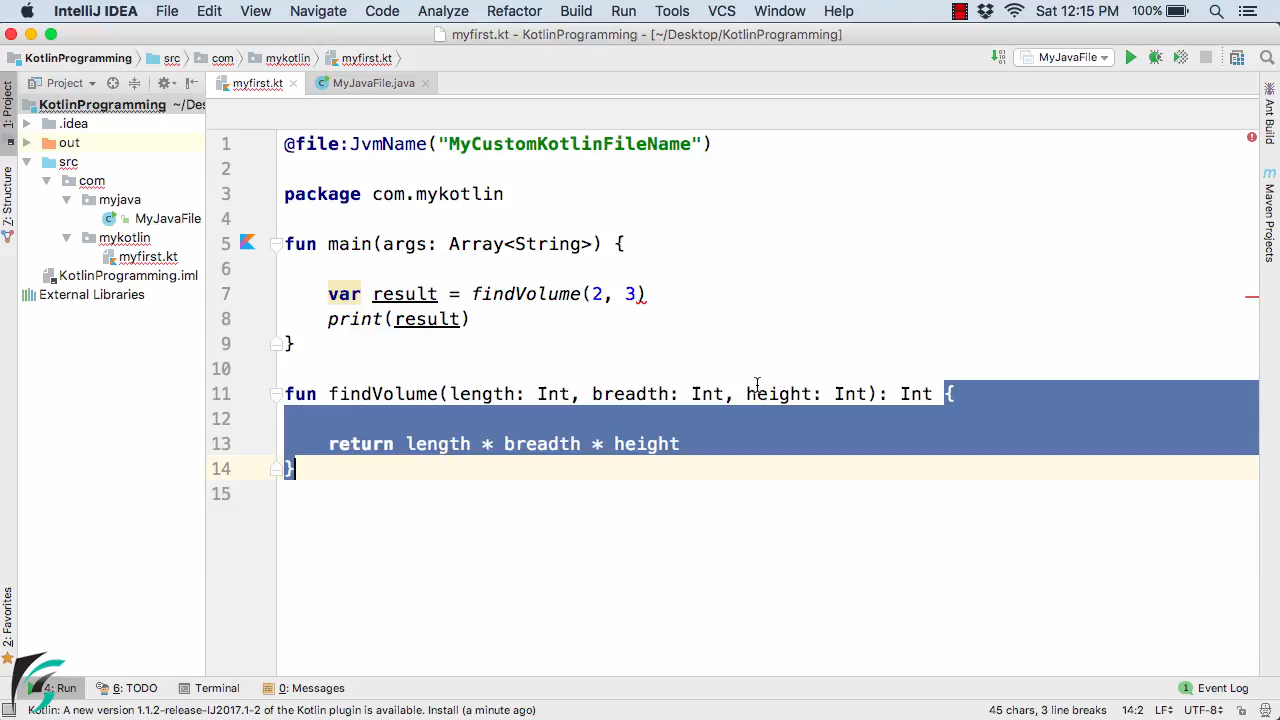 IntelliJ IDEA File Edit View Navigate Code Analyze Refactor Build Run Tools VCS Window Help Sat 12:15 PM 100%
myfirst.kt - KotlinProgramming - [~/Desktop/KotlinProgramming]
KotlinProgramming src com mykotlin myfirst.kt MyJavaFile
Project myfirst.kt MyJavaFile.java
1: Project
7: Structure
2: Favorites
KotlinProgramming ~/Des
.idea
out
src
com
myjava
MyJavaFile
mykotlin
myfirst.kt
KotlinProgramming.iml
External Libraries
1 @file:JvmName("MyCustomKotlinFileName")
2
3 package com.mykotlin
4
5 fun main(args: Array<String>) {
6
7 var result = findVolume(2, 3)
8 print(result)
9 }
10
11 fun findVolume(length: Int, breadth: Int, height: Int): Int {
12
13 return length * breadth * height
14 }
15
Ant Build
m Maven Projects
4: Run 6: TODO Terminal 0: Messages 1 Event Log
Kotlin: A new version 1.1.2-release-IJ2017.1-2 of the Kotlin plugin is available. Install (a minute ago) 45 chars, 3 line breaks 14:2 LF UTF-8